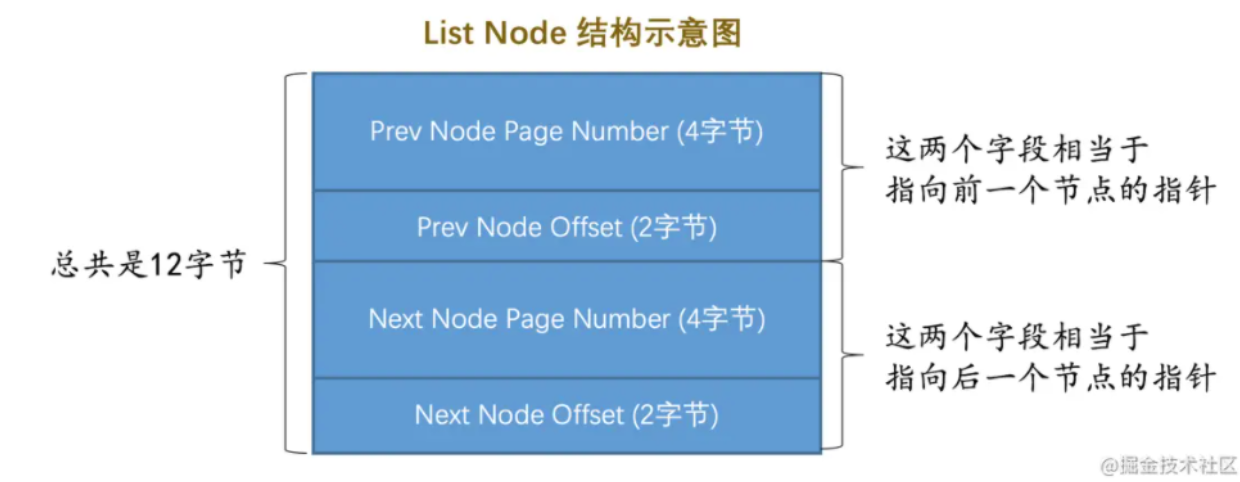 List Node 结构示意图
Prev Node Page Number (4字节)
Prev Node Offset (2字节)
Next Node Page Number (4字节)
Next Node Offset (2字节)
总共是12字节
这两个字段相当于
指向前一个节点的指针
这两个字段相当于
指向后一个节点的指针
@掘金技术社区